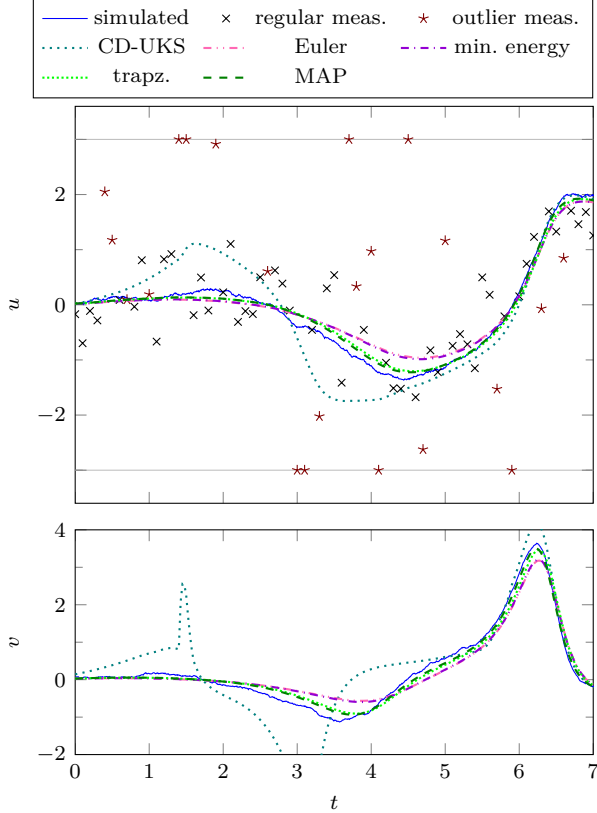 simulated regular meas. outlier meas.
CD-UKS Euler min. energy
trapz. MAP
2
0
−2
u
4
2
0
−2
v
0 1 2 3 4 5 6 7
t